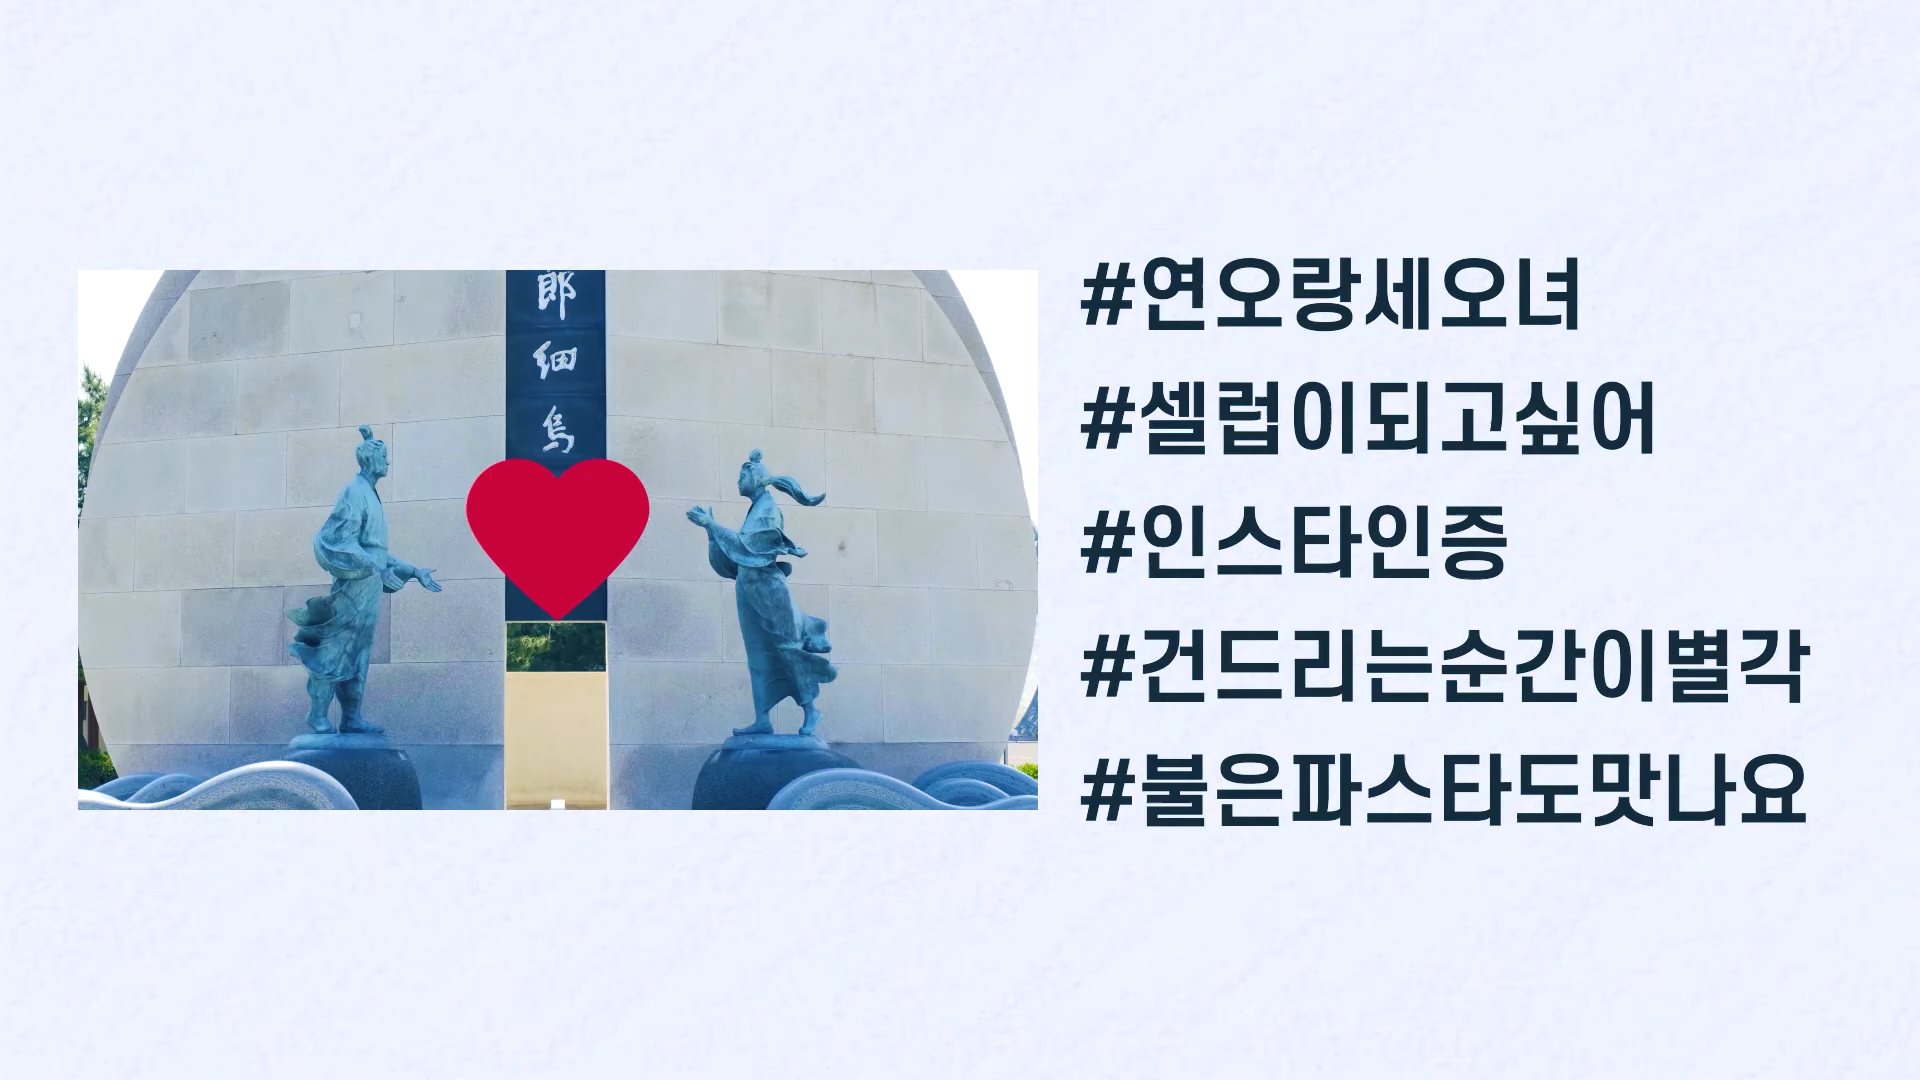 郎
細
烏
#연오랑세오녀
#셀럽이되고싶어
#인스타인증
#건드리는순간이별각
#불은파스타도맛나요